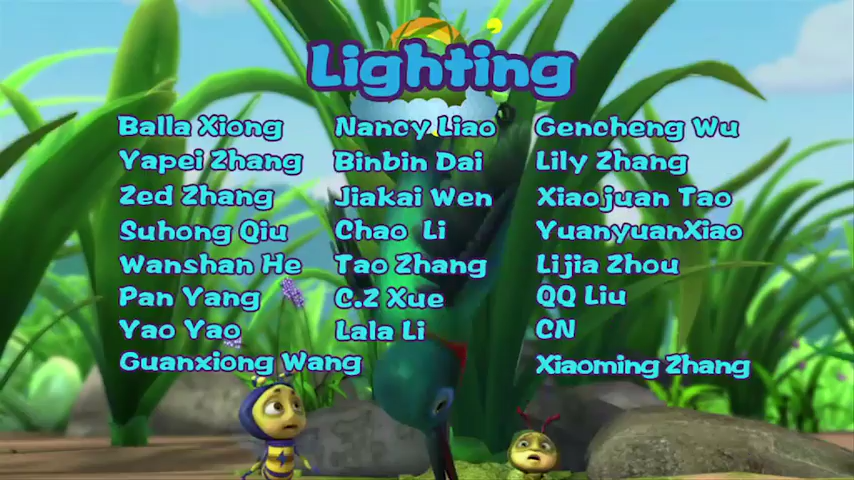 Lighting
Balla Xiong Nancy Liao Gencheng Wu
Yapei Zhang Binbin Dai Lily Zhang
Zed Zhang Jiakai Wen Xiaojuan Tao
Suhong Qiu Chao Li YuanyuanXiao
Wanshan He Tao Zhang Lijia Zhou
Pan Yang C.Z Xue QQ Liu
Yao Yao Lala Li CN
Guanxiong Wang Xiaoming Zhang